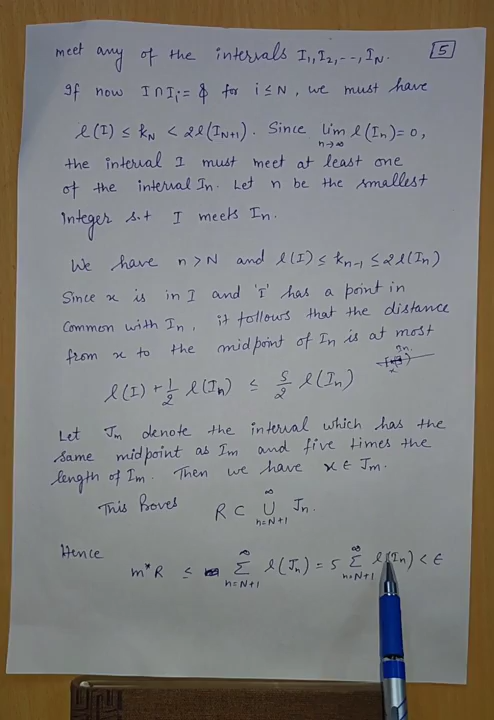 meet any of the intervals I₁, I₂, --, I_N. [5]
If now I∩I_i = ϕ for i ≤ N, we must have
l(I) ≤ k_N < 2l(I_{N+1}). Since lim_{n→∞} l(I_n) = 0,
the interval I must meet at least one
of the interval I_n. Let n be the smallest
integer s.t I meets I_n.
We have n > N and l(I) ≤ k_{n-1} ≤ 2l(I_n)
Since x is in I and 'I' has a point in
common with I_n, it follows that the distance
from x to the midpoint of I_n is at most
l(I) + 1/2 l(I_n) ≤ 5/2 l(I_n)
Let J_m denote the interval which has the
same midpoint as I_m and five times the
length of I_m. Then we have x ∈ J_m.
This Proves R ⊂ ∞∪n=N+1 J_n.
Hence
m*R ≤ ∞∑n=N+1 l(J_n) = 5 ∞∑n=N+1 l(I_n) < ϵ